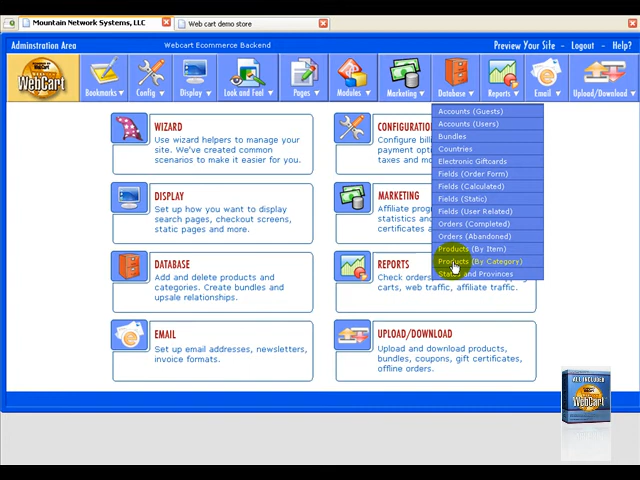 Mountain Network Systems, LLC
Web cart demo store
Adminstration Area
Webcart Ecommerce Backend
Preview Your Site - Logout - Help?
WebCart
Bookmarks
Config
Display
Look and Feel
Pages
Modules
Marketing
Database
Reports
Email
Upload/Download
Accounts (Guests)
Accounts (Users)
Bundles
Countries
Electronic Giftcards
Fields (Order Form)
Fields (Calculated)
Fields (Static)
Fields (User Related)
Orders (Completed)
Orders (Abandoned)
Products (By Item)
Products (By Category)
States and Provinces
WIZARD
Use wizard helpers to manage your
site. We've created common
scenarios to make it easier for you.
CONFIGURATION
Configure bill
payment optio
taxes and mor
DISPLAY
Set up how you want to display
search pages, checkout screens,
static pages and more.
MARKETING
Affiliate prog
statistics and
certificates a
DATABASE
Add and delete products and
categories. Create bundles and
upsale relationships.
REPORTS
Check orders
carts, web traffic, affiliate traffic.
EMAIL
Set up email addresses, newsletters,
invoice formats.
UPLOAD/DOWNLOAD
Upload and download products,
bundles, coupons, gift certificates,
offline orders.
WebCart